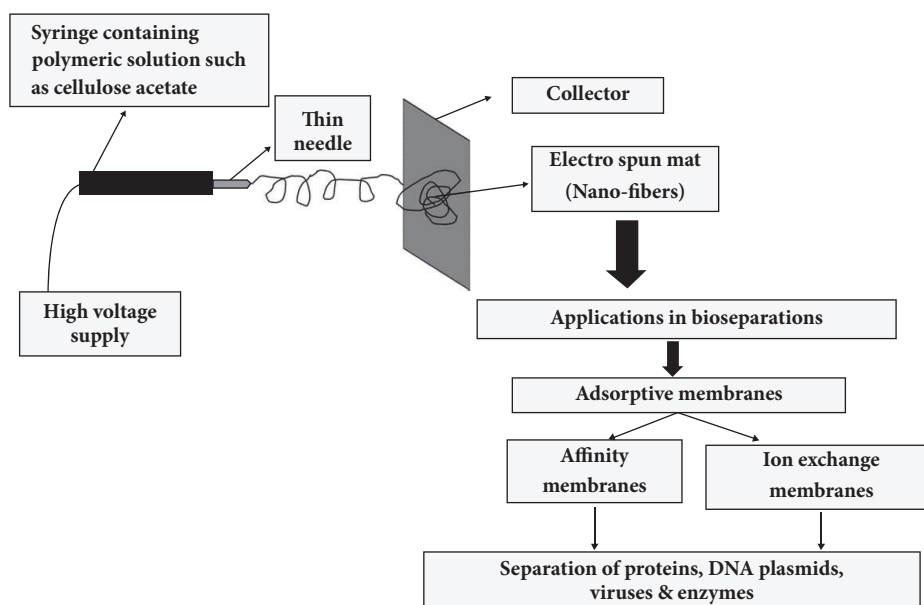 Syringe containing
polymeric solution such
as cellulose acetate
Thin
needle
Collector
Electro spun mat
(Nano-fibers)
High voltage
supply
Applications in bioseparations
Adsorptive membranes
Affinity
membranes
Ion exchange
membranes
Separation of proteins, DNA plasmids,
viruses & enzymes